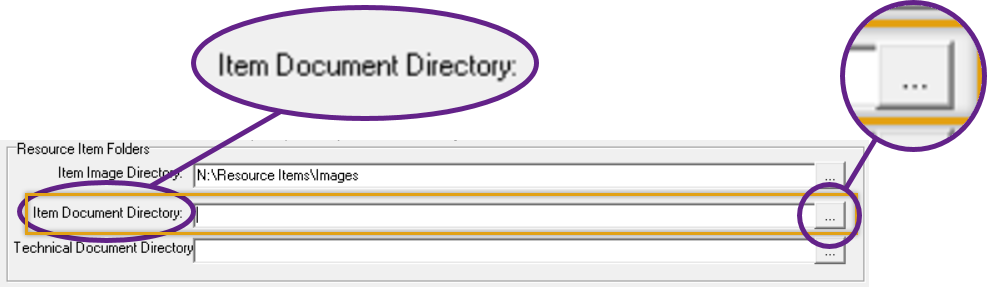 Item Document Directory:
...
Resource Item Folders
Item Image Directory: N:\Resource Items\Images ...
Item Document Directory: ...
Technical Document Directory ...